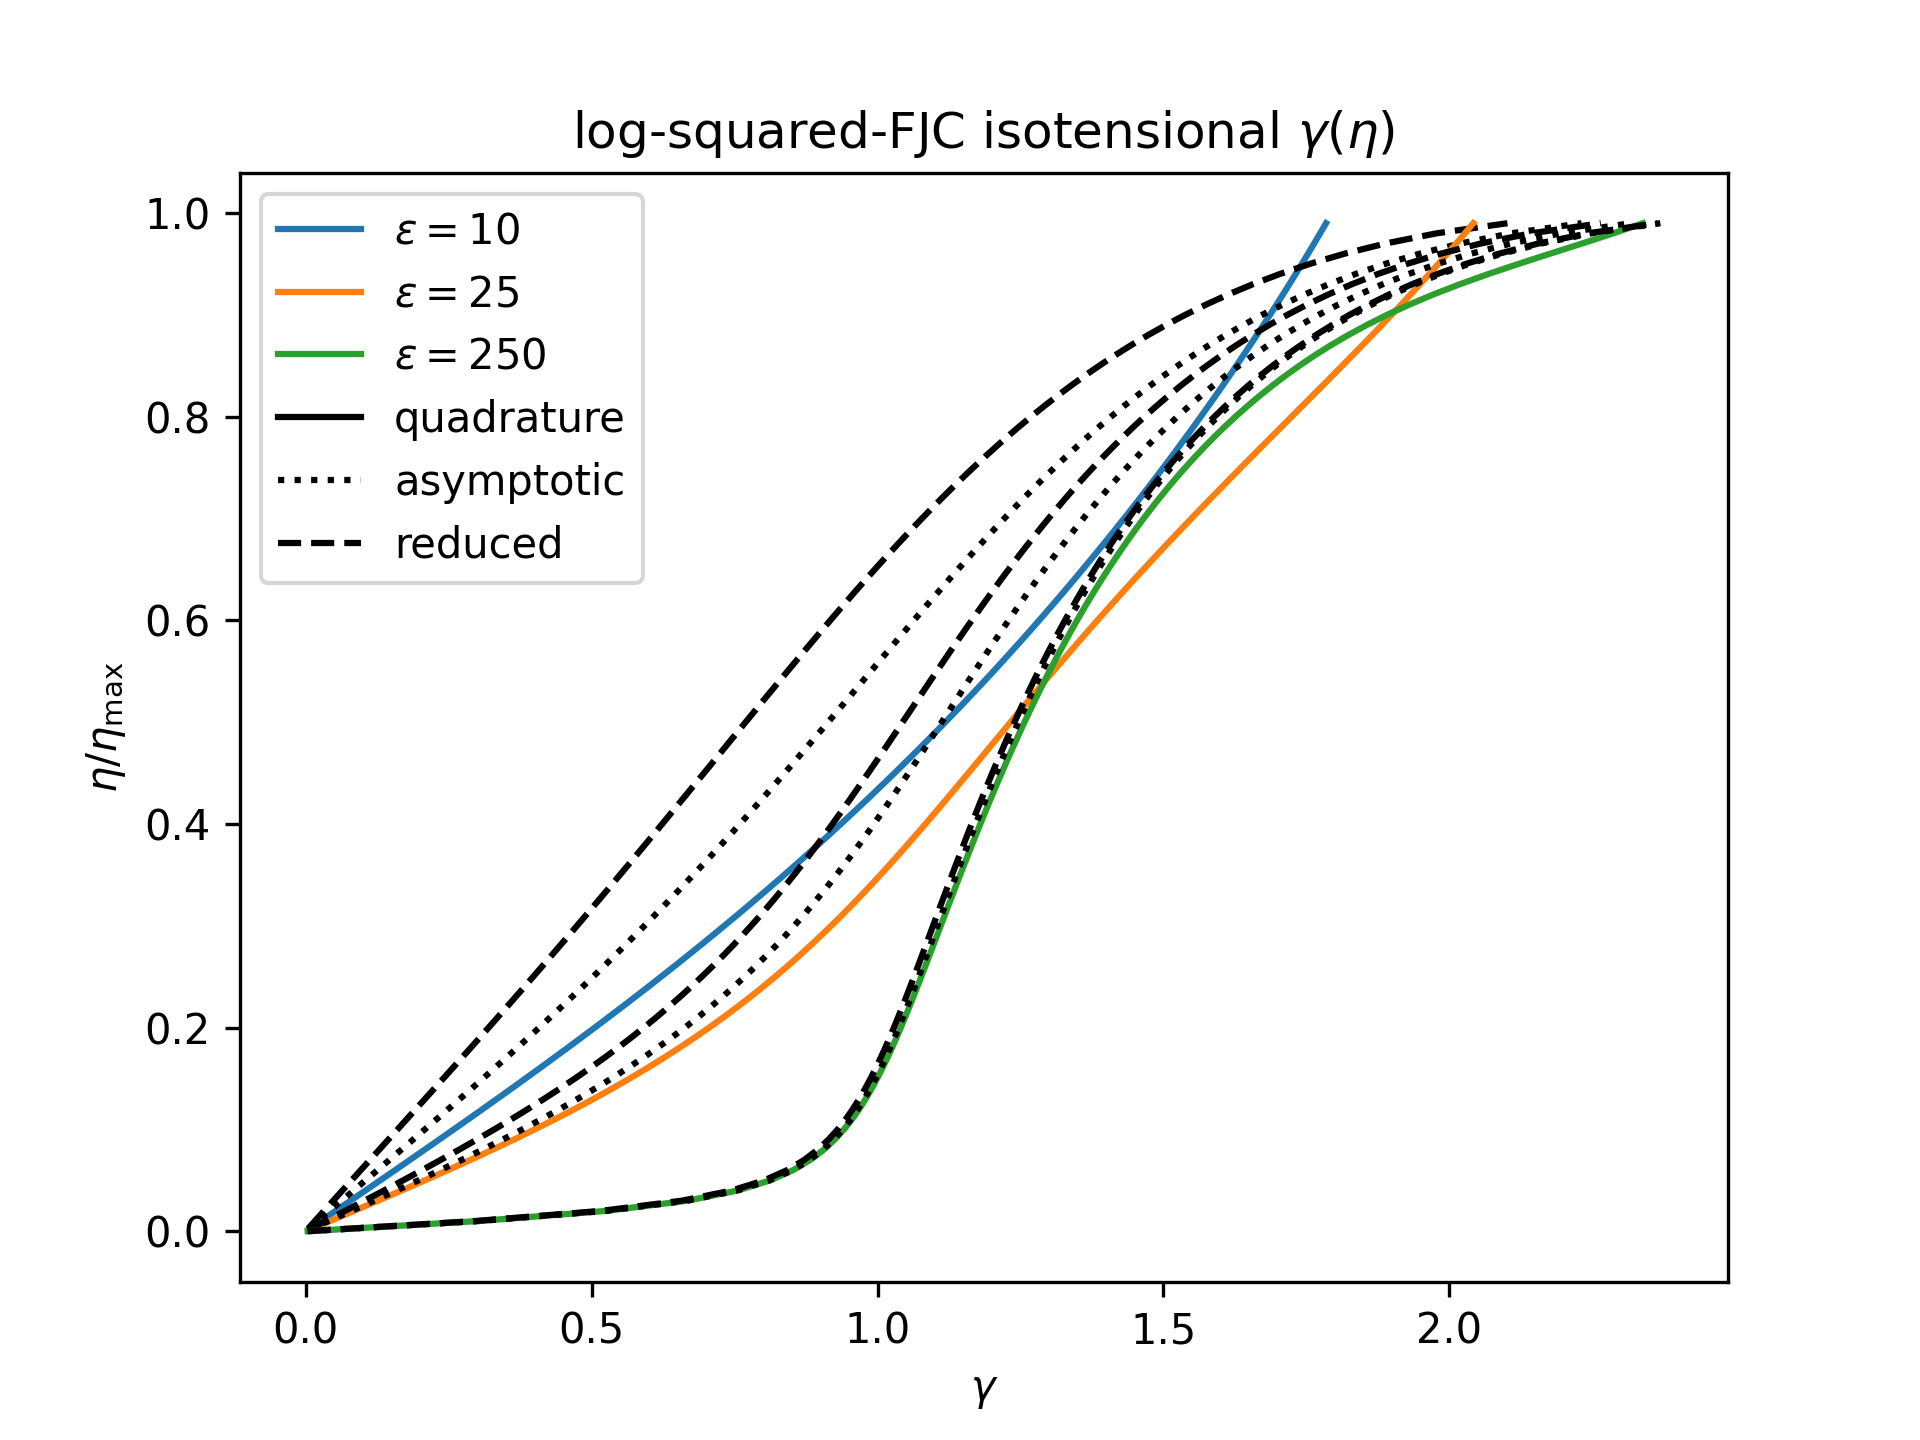 log-squared-FJC isotensional γ(η)
ε = 10
ε = 25
ε = 250
quadrature
asymptotic
reduced
1.0
0.8
0.6
0.4
0.2
0.0
η/ηmax
0.0 0.5 1.0 1.5 2.0
γ